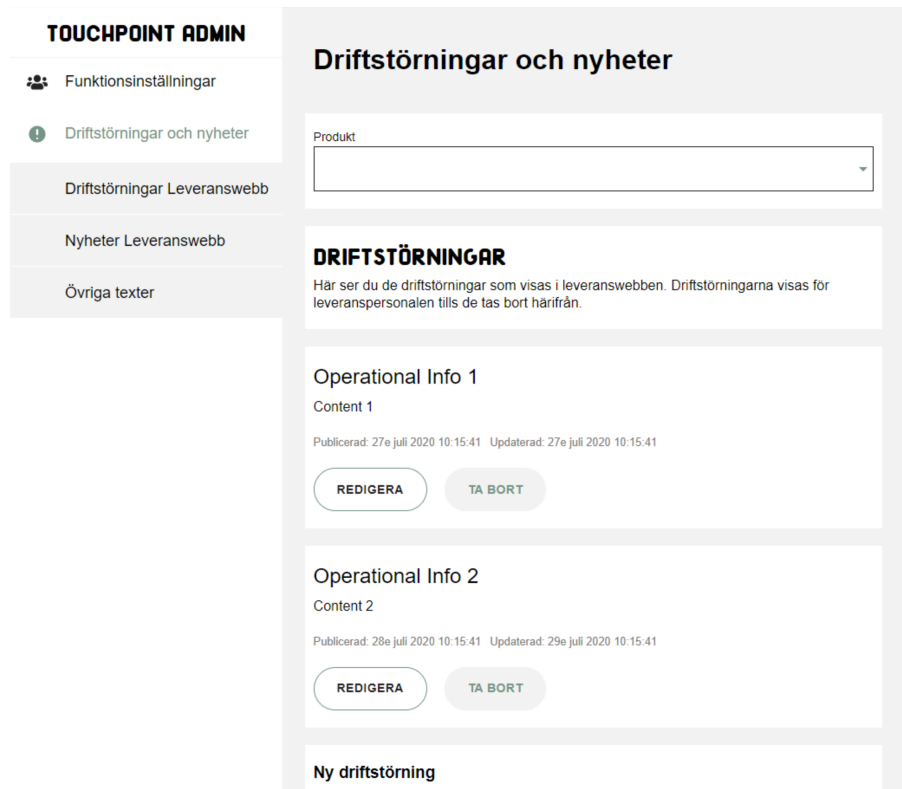 TOUCHPOINT ADMIN
Funktionsinställningar
Driftstörningar och nyheter
Driftstörningar Leveranswebb
Nyheter Leveranswebb
Övriga texter
Driftstörningar och nyheter
Produkt
DRIFTSTÖRNINGAR
Här ser du de driftstörningar som visas i leveranswebben. Driftstörningarna visas för
leveranspersonalen tills de tas bort härifrån.
Operational Info 1
Content 1
Publicerad: 27e juli 2020 10:15:41 Updaterad: 27e juli 2020 10:15:41
REDIGERA TA BORT
Operational Info 2
Content 2
Publicerad: 28e juli 2020 10:15:41 Updaterad: 29e juli 2020 10:15:41
REDIGERA TA BORT
Ny driftstörning